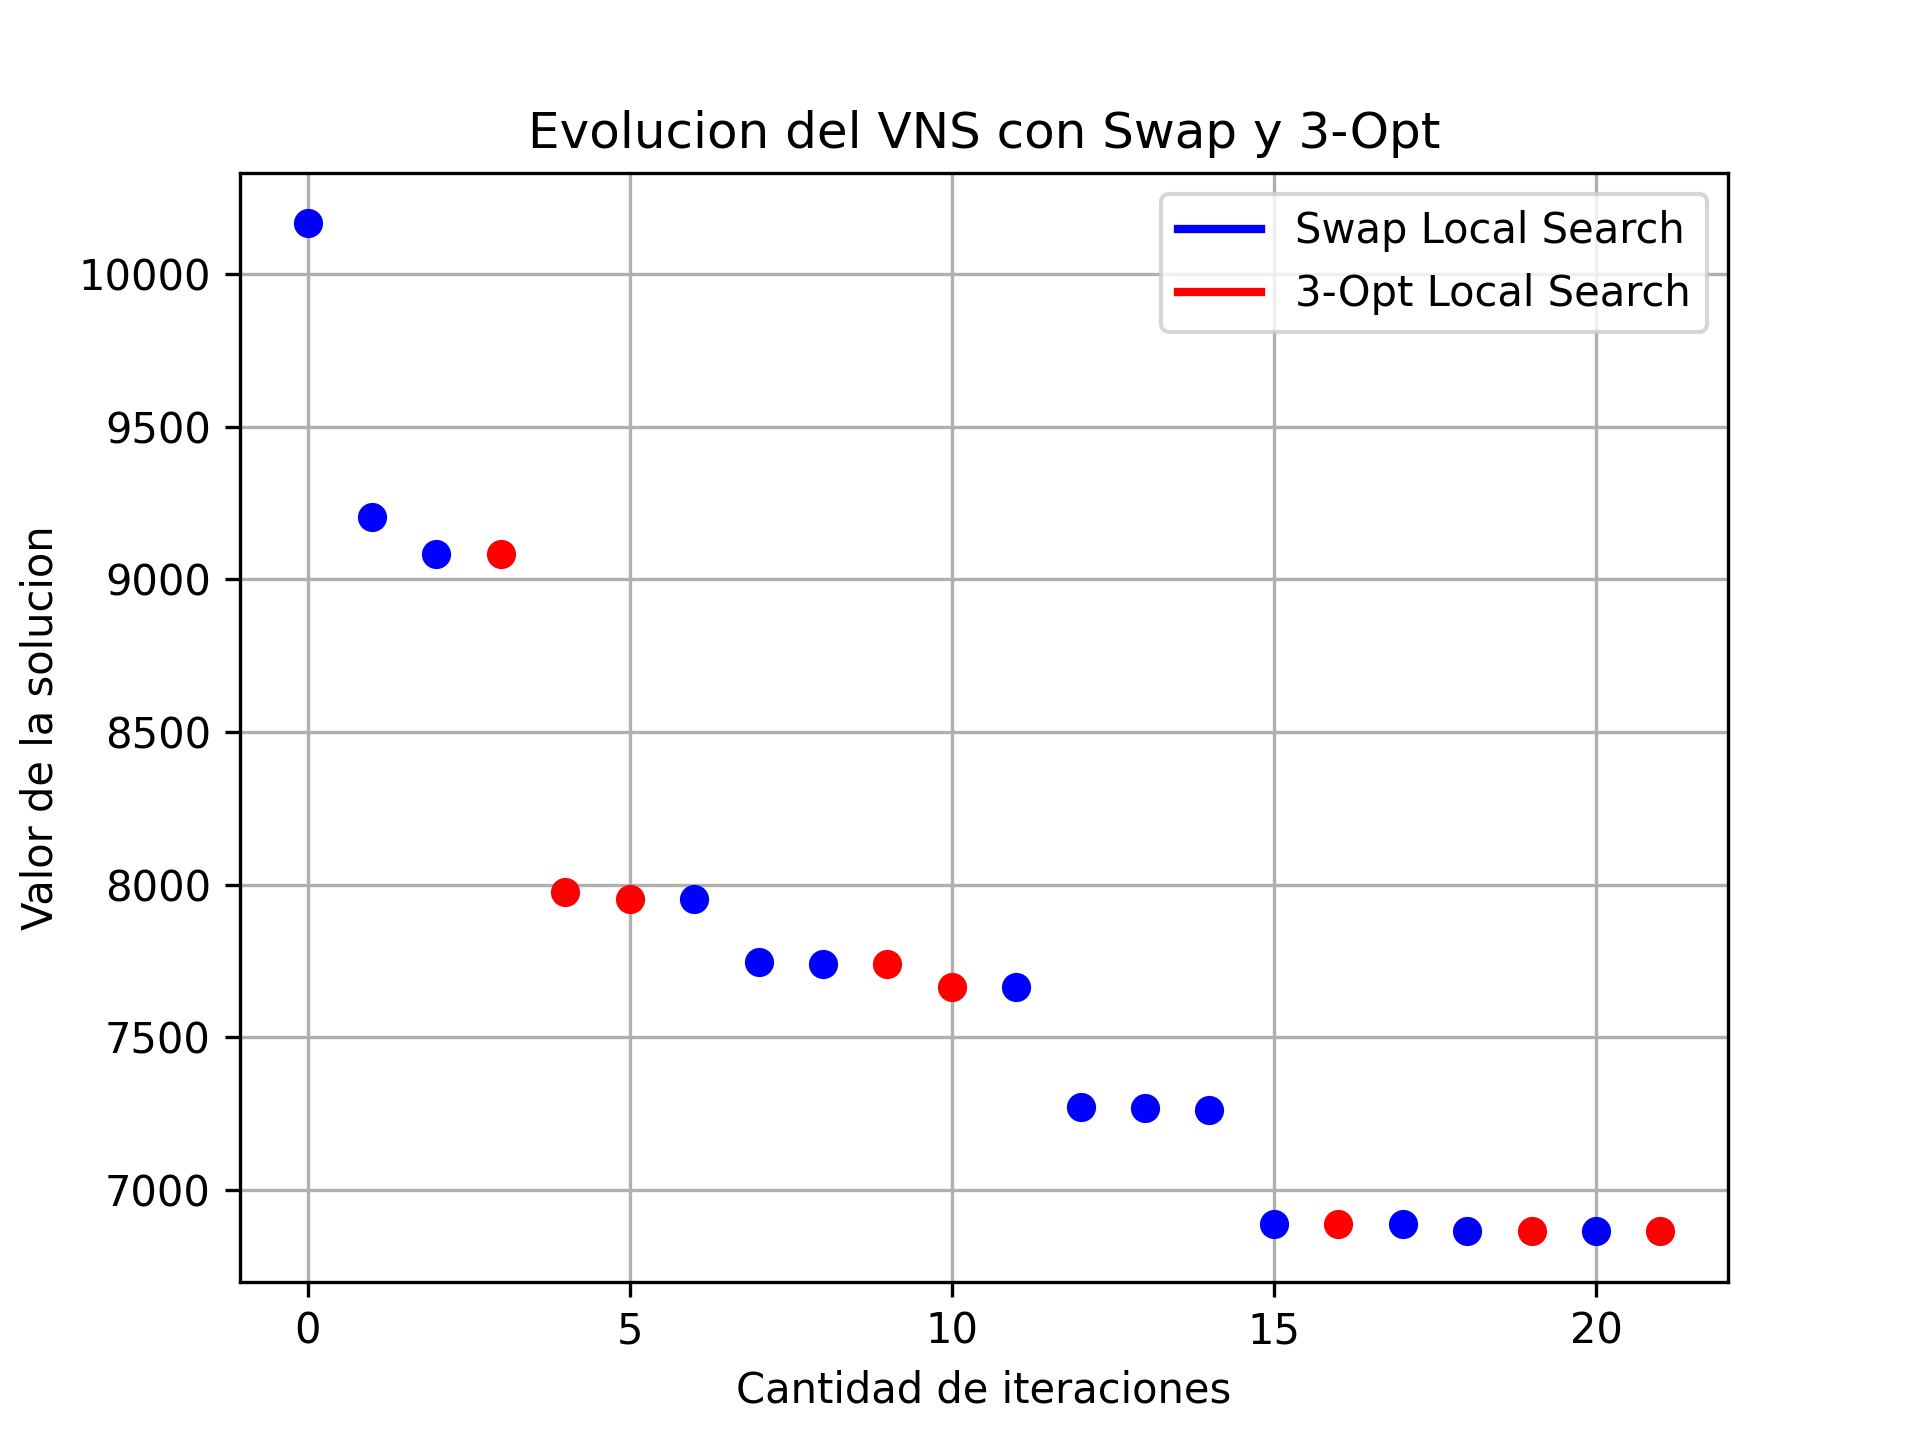 Evolucion del VNS con Swap y 3-Opt
Swap Local Search
3-Opt Local Search
Valor de la solucion
10000
9500
9000
8500
8000
7500
7000
0 5 10 15 20
Cantidad de iteraciones